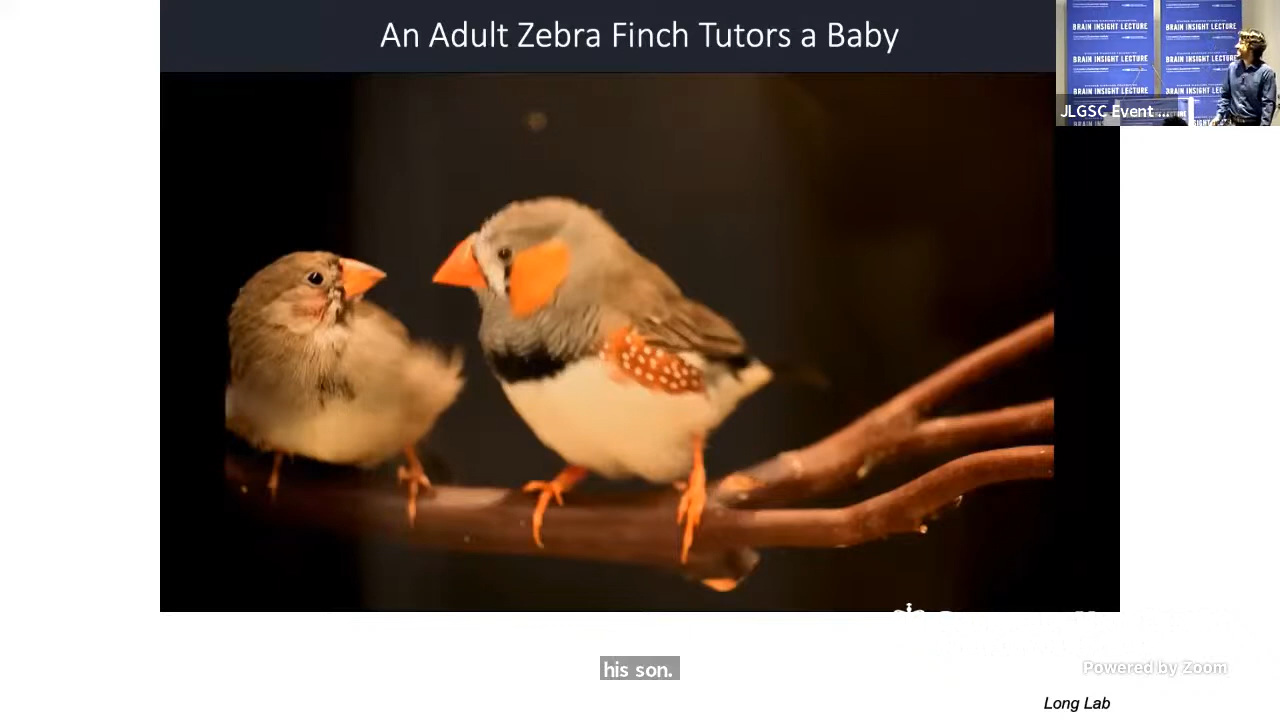 An Adult Zebra Finch Tutors a Baby
BRAIN INSIGHT LECTURE
BRAIN INSIGHT LECTURE
BRAIN INSIGHT LECTURE
BRAIN INSIGHT LECTURE
BRAIN INSIGHT LECTURE
BRAIN INSIGHT LEC
JLGSC Event ...
his son.
Powered by Zoom
Long Lab